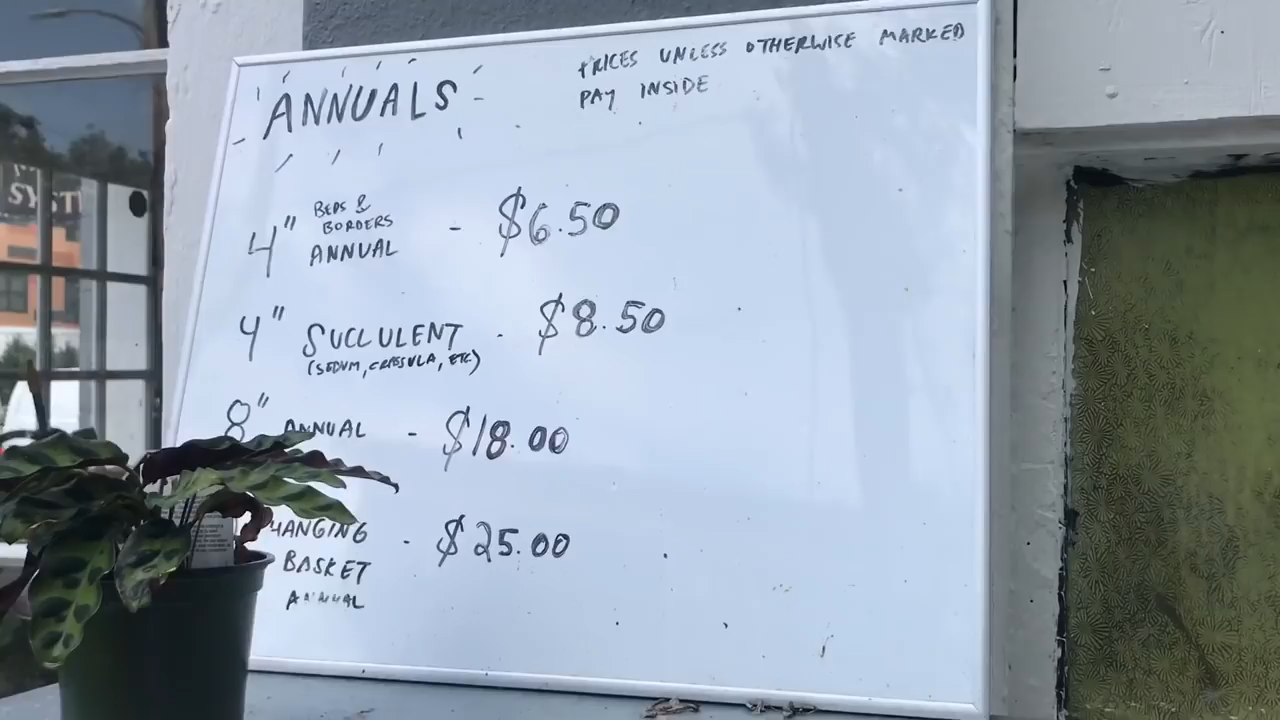 PRICES UNLESS OTHERWISE MARKED
PAY INSIDE
ANNUALS
4" BEDS &
BORDERS
ANNUAL - $6.50
4" SUCCULENT - $8.50
(SEDUM, CRASSULA, ETC)
8" ANNUAL - $18.00
HANGING - $25.00
BASKET
ANNUAL
SYST